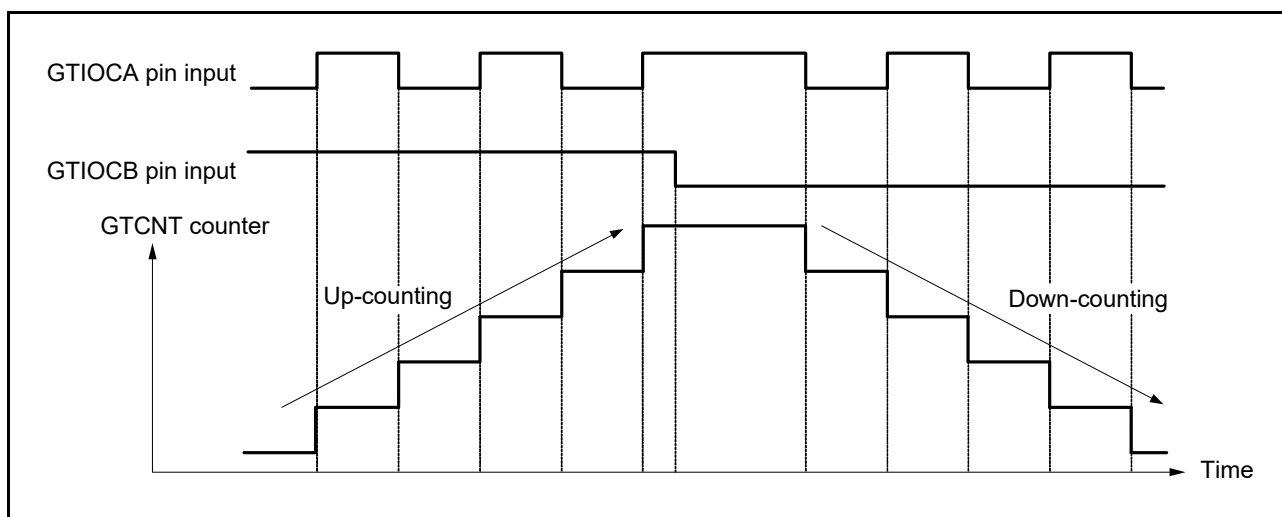 GTIOCA pin input
GTIOCB pin input
GTCNT counter
Up-counting
Down-counting
Time